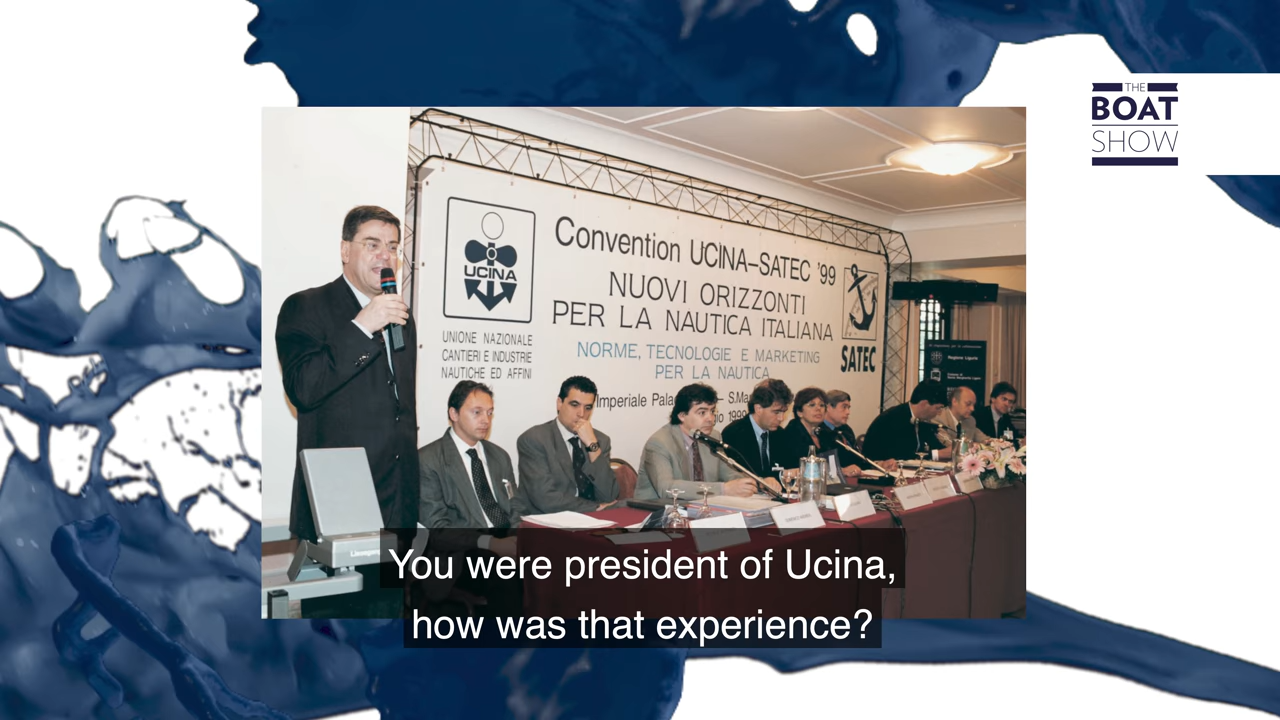 THE
BOAT
SHOW
UCINA
UNIONE NAZIONALE
CANTIERI E INDUSTRIE
NAUTICHE ED AFFINI
Convention UCINA-SATEC '99
NUOVI ORIZZONTI
PER LA NAUTICA ITALIANA
NORME, TECNOLOGIE E MARKETING
PER LA NAUTICA
Imperiale
SATEC
Regione Liguria
You were president of Ucina,
how was that experience?